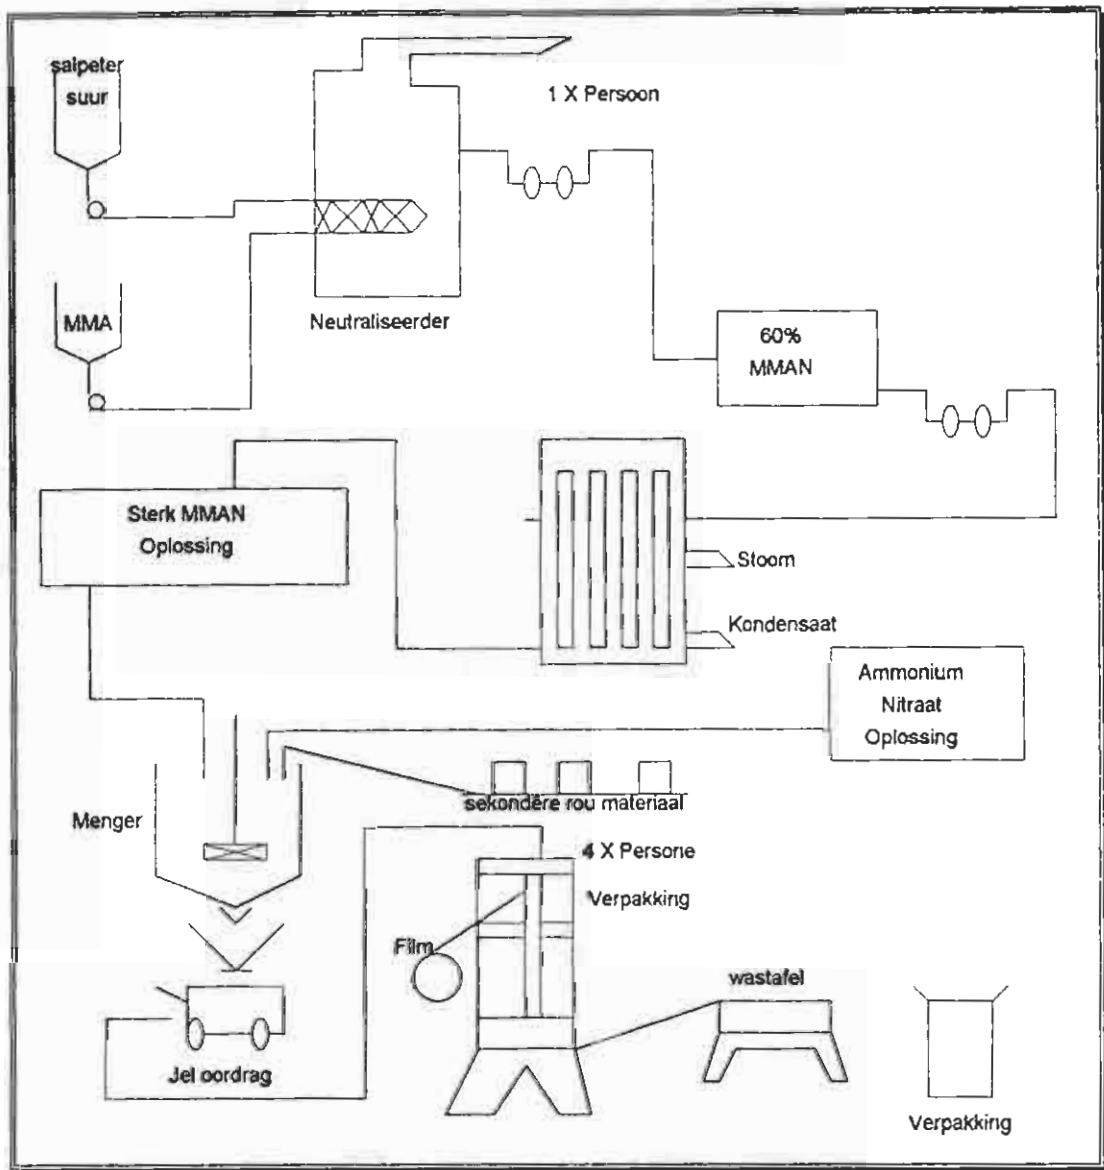 salpeter
suur
1 X Persoon
MMA
Neutraliseerder
60%
MMAN
Sterk MMAN
Oplossing
Stoom
Kondensaat
Ammonium
Nitraat
Oplossing
Menger
sekondêre rou materiaal
4 X Persone
Verpakking
Film
wastafel
Jel oordrag
Verpakking